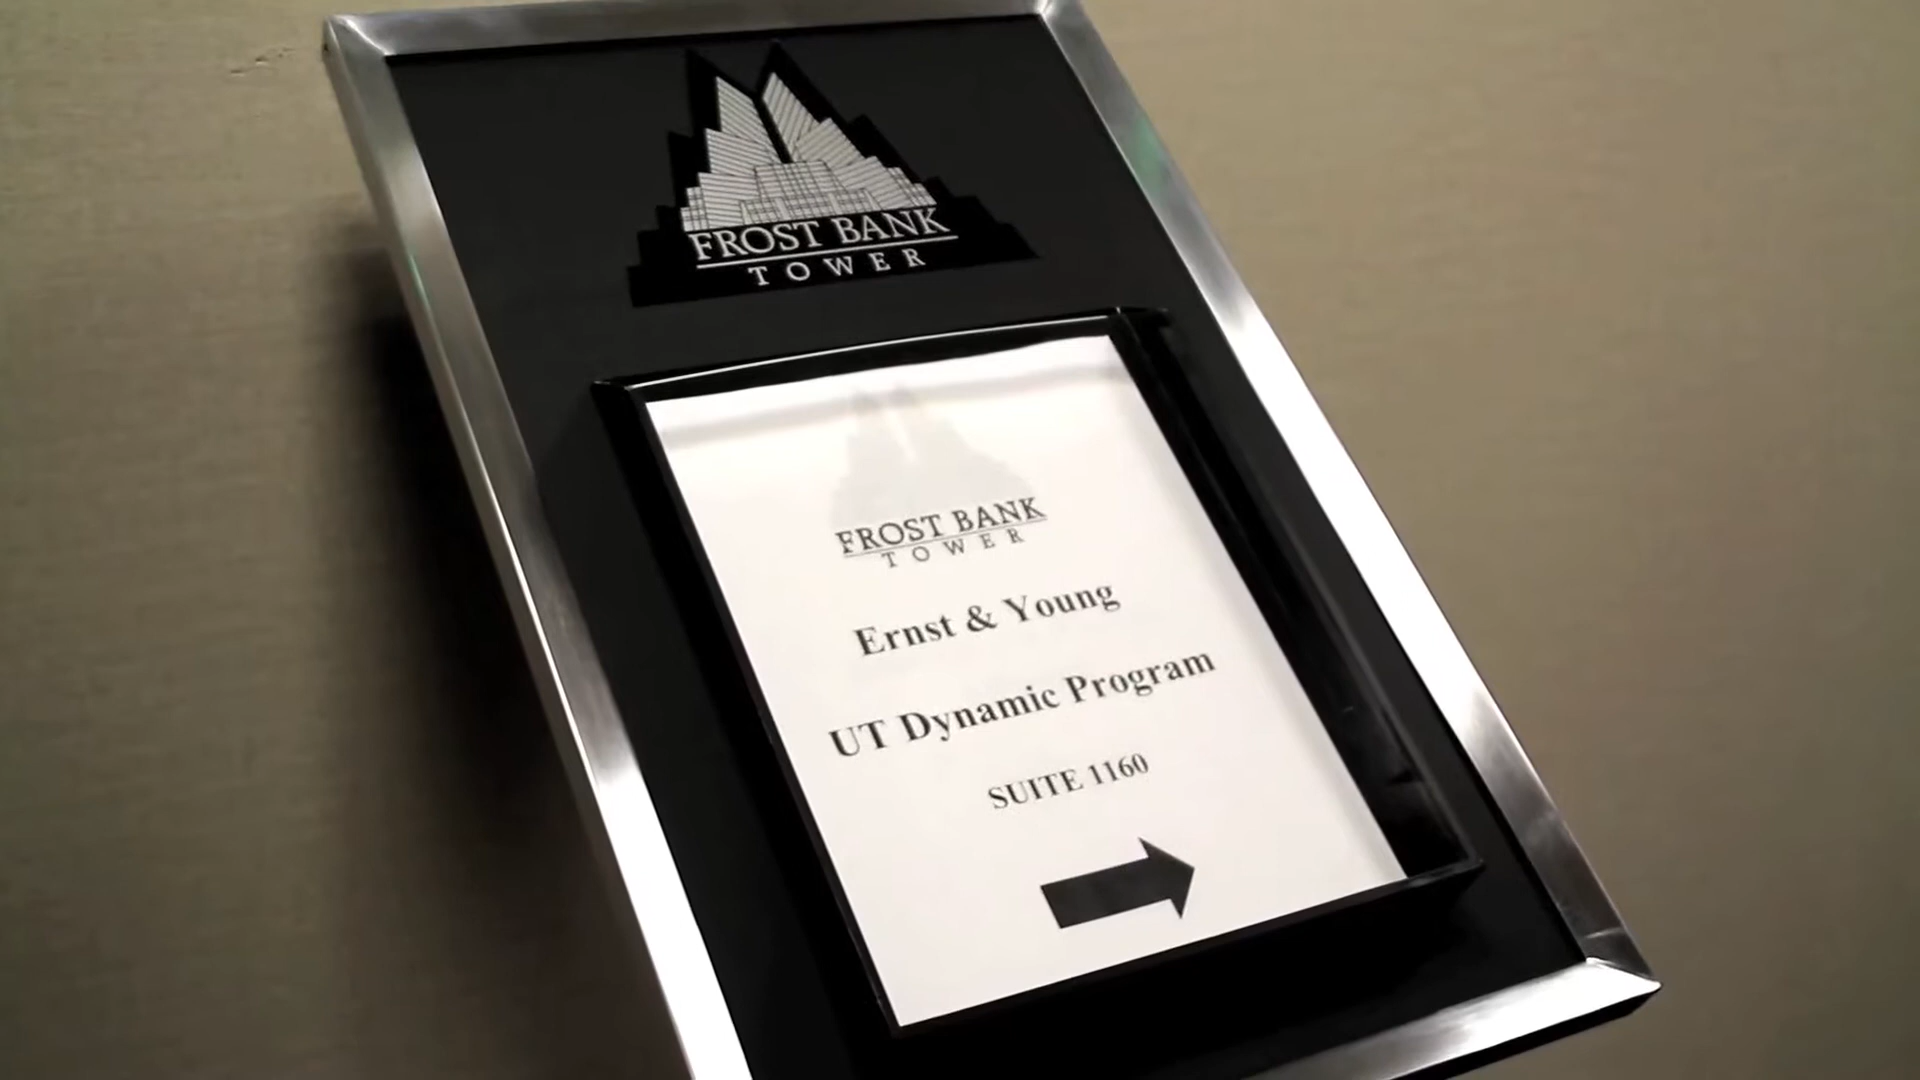 FROST BANK
TOWER
FROST BANK
TOWER
Ernst & Young
UT Dynamic Program
SUITE 1160